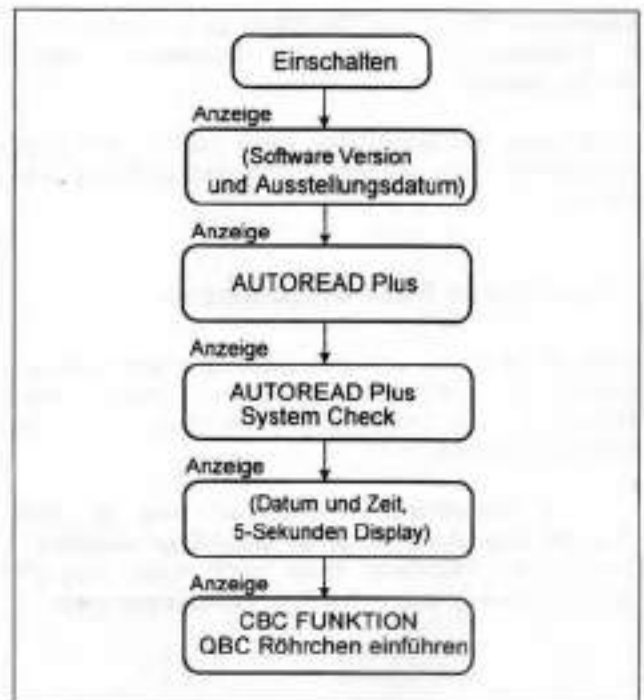 Einschalten
Anzeige
(Software Version
und Ausstellungsdatum)
Anzeige
AUTOREAD Plus
Anzeige
AUTOREAD Plus
System Check
Anzeige
(Datum und Zeit,
5-Sekunden Display)
Anzeige
CBC FUNKTION
QBC Röhrchen einführen